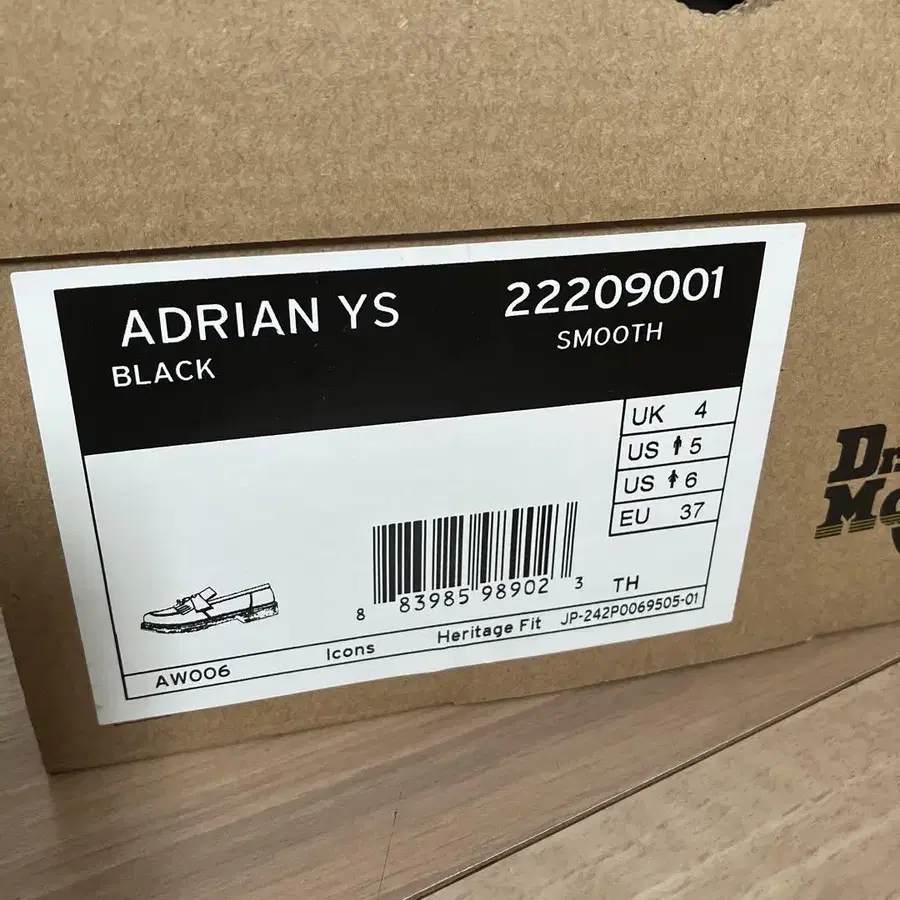 ADRIAN YS
BLACK
22209001
SMOOTH
UK 4
US 5
US 6
EU 37
8 83985 98902 3
TH
AW006 Icons Heritage Fit JP-242P0069505-01